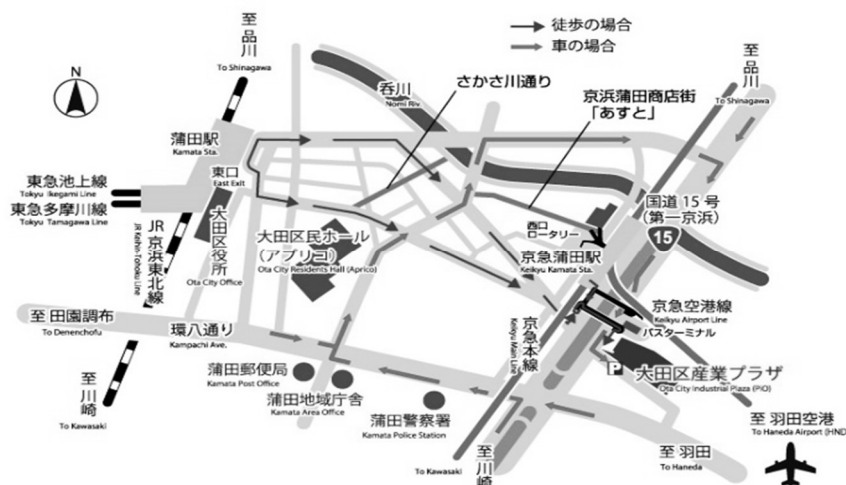 徒歩の場合
車の場合
N
至
品
川
To Shinagawa
呑川
Nomi Riv.
さかさ川通り
京浜蒲田商店街
「あすと」
至
品
川
To Shinagawa
蒲田駅
Kamata Sta.
東口
East Exit
東急池上線
Tokyu Ikegami Line
東急多摩川線
Tokyu Tamagawa Line
JR京浜東北線
JR Keihin-Tohoku Line
大田区役所
Ota City Office
大田区民ホール
（アプリコ）
Ota City Residents Hall (Aprico)
西口
ロータリー
国道15号
（第一京浜）
15
京急蒲田駅
Keikyu Kamata Sta.
京急空港線
Keikyu Airport Line
バスターミナル
京急本線
Keikyu Main Line
至 田園調布
To Denenchofu
環八通り
Kampachi Ave.
蒲田郵便局
Kamata Post Office
蒲田地域庁舎
Kamata Area Office
蒲田警察署
Kamata Police Station
P
大田区産業プラザ
Ota City Industrial Plaza (PiO)
至
川
崎
To Kawasaki
To Kawasaki
至
川
崎
至 羽田
To Haneda
至 羽田空港
To Haneda Airport (HND)